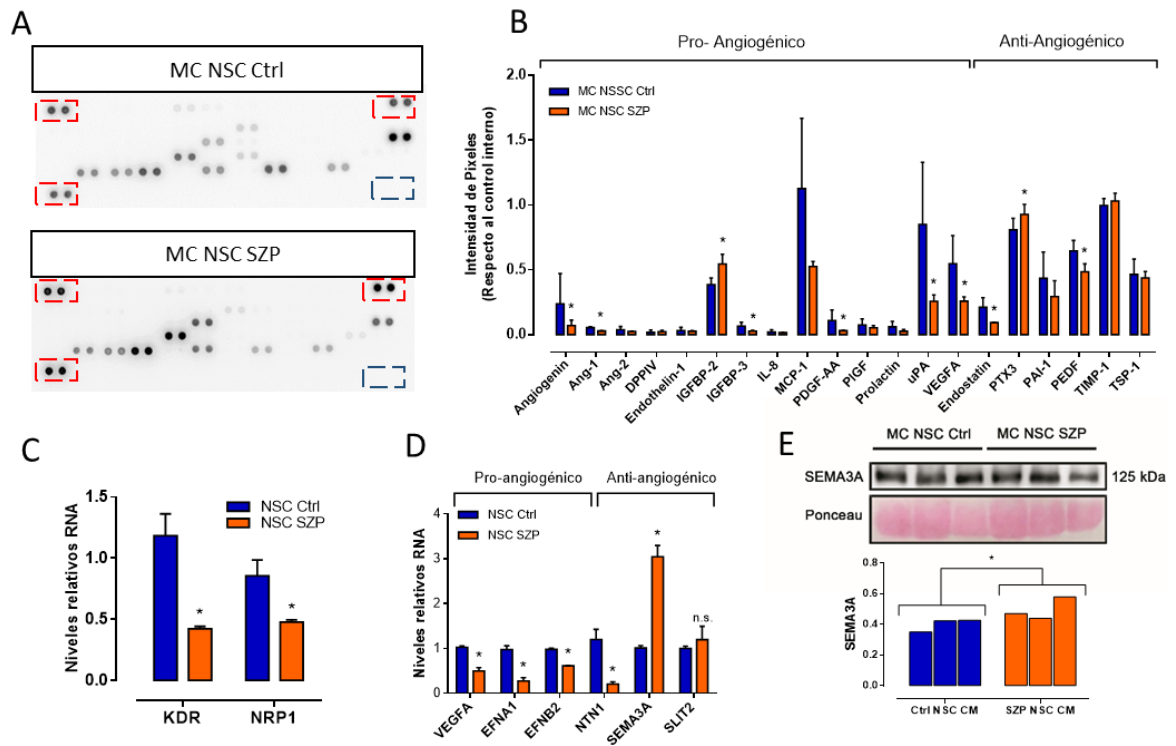 A
MC NSC Ctrl
MC NSC SZP
B
Pro- Angiogénico
Anti-Angiogénico
Intensidad de Pixeles
(Respecto al control interno)
2.0
1.5
1.0
0.5
0.0
MC NSSC Ctrl
MC NSC SZP
* * * * * * * * * *
Angiogenin
Ang-1
Ang-2
DPPIV
Endothelin-1
IGFBP-2
IGFBP-3
IL-8
MCP-1
PDGF-AA
PIGF
Prolactin
uPA
VEGFA
Endostatin
PTX3
PAI-1
PEDF
TIMP-1
TSP-1
C
Niveles relativos RNA
1.5
1.0
0.5
0.0
NSC Ctrl
NSC SZP
* *
KDR
NRP1
D
Pro-angiogénico
Anti-angiogénico
Niveles relativos RNA
4
3
2
1
0
NSC Ctrl
NSC SZP
* * * * * n.s.
VEGFA
EFNA1
EFNB2
NTN1
SEMA3A
SLIT2
E
MC NSC Ctrl
MC NSC SZP
SEMA3A
125 kDa
Ponceau
SEMA3A
0.8
0.6
0.4
0.2
0.0
*
Ctrl NSC CM
SZP NSC CM